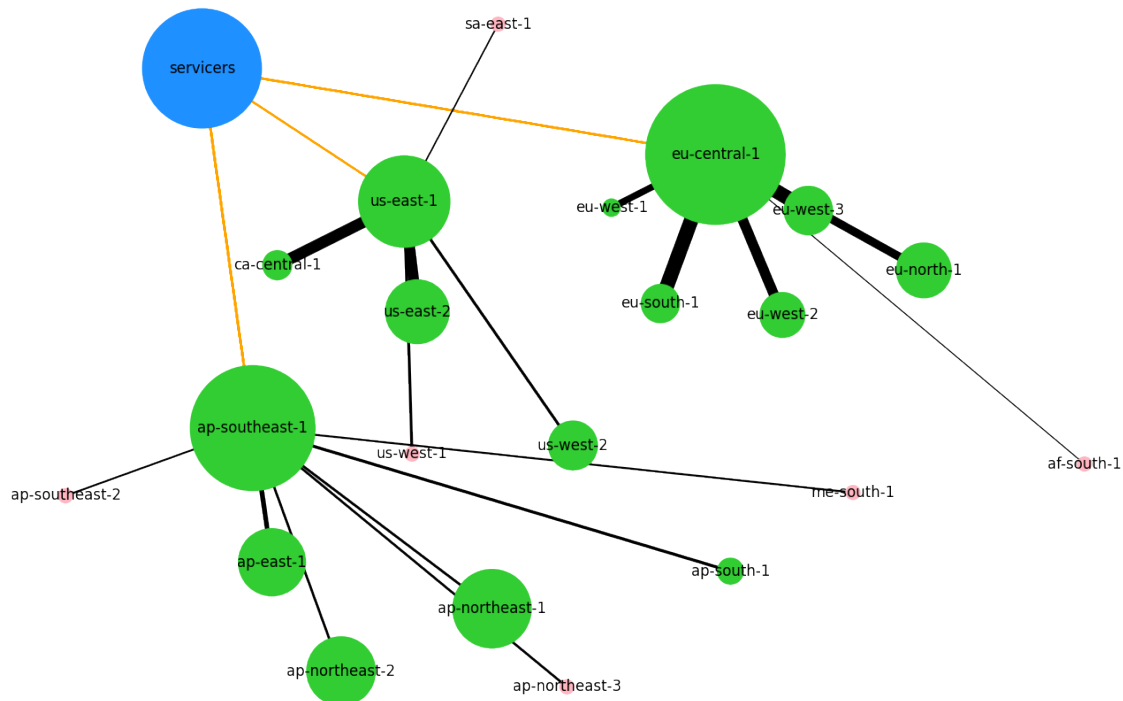 sa-east-1
servicers
eu-central-1
us-east-1
eu-west-1
eu-west-3
ca-central-1
eu-north-1
eu-south-1
us-east-2
eu-west-2
ap-southeast-1
us-west-2
us-west-1
af-south-1
ap-southeast-2
me-south-1
ap-east-1
ap-south-1
ap-northeast-1
ap-northeast-2
ap-northeast-3